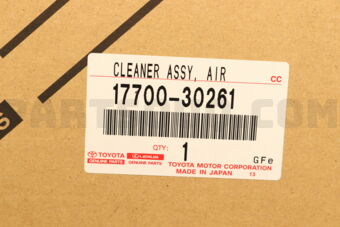 CLEANER ASSY, AIR
CC
17700-30261
QTY: 1
GFe
TOYOTA LEXUS
GENUINE PARTS GENUINE PARTS
TOYOTA MOTOR CORPORATION
MADE IN JAPAN 13